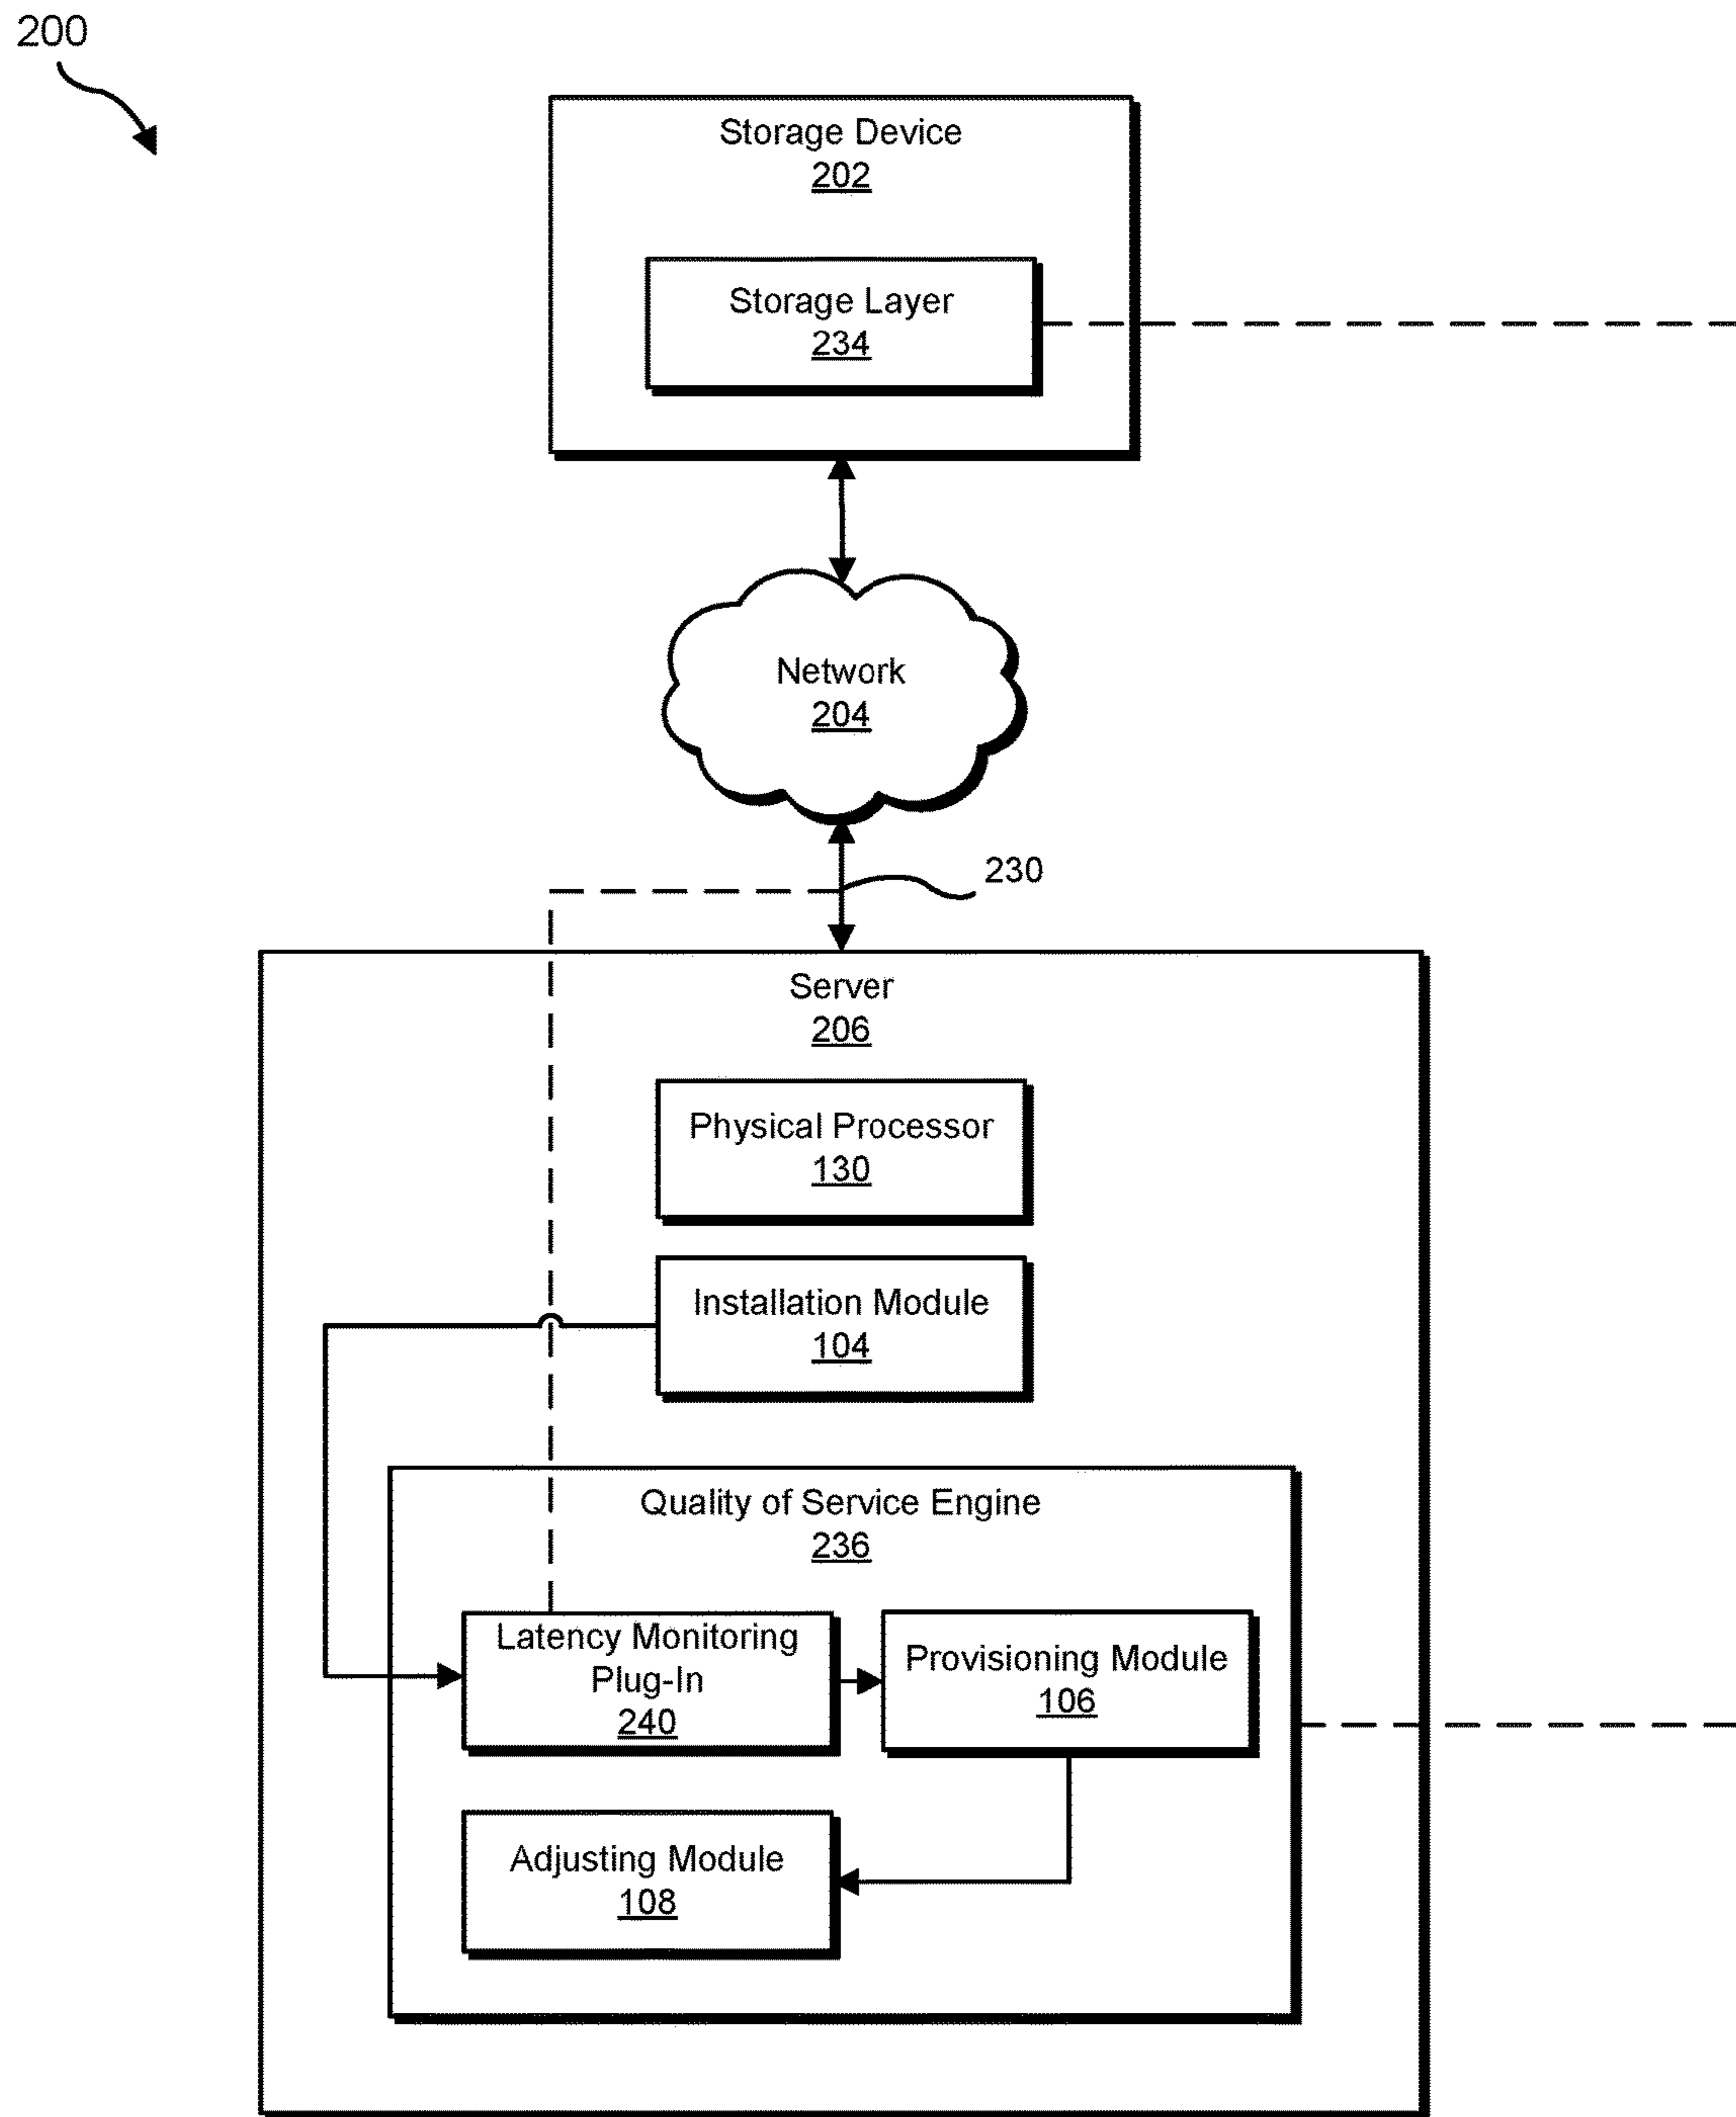 200
Storage Device
202
Storage Layer
234
Network
204
230
Server
206
Physical Processor
130
Installation Module
104
Quality of Service Engine
236
Latency Monitoring
Plug-In
240
Provisioning Module
106
Adjusting Module
108